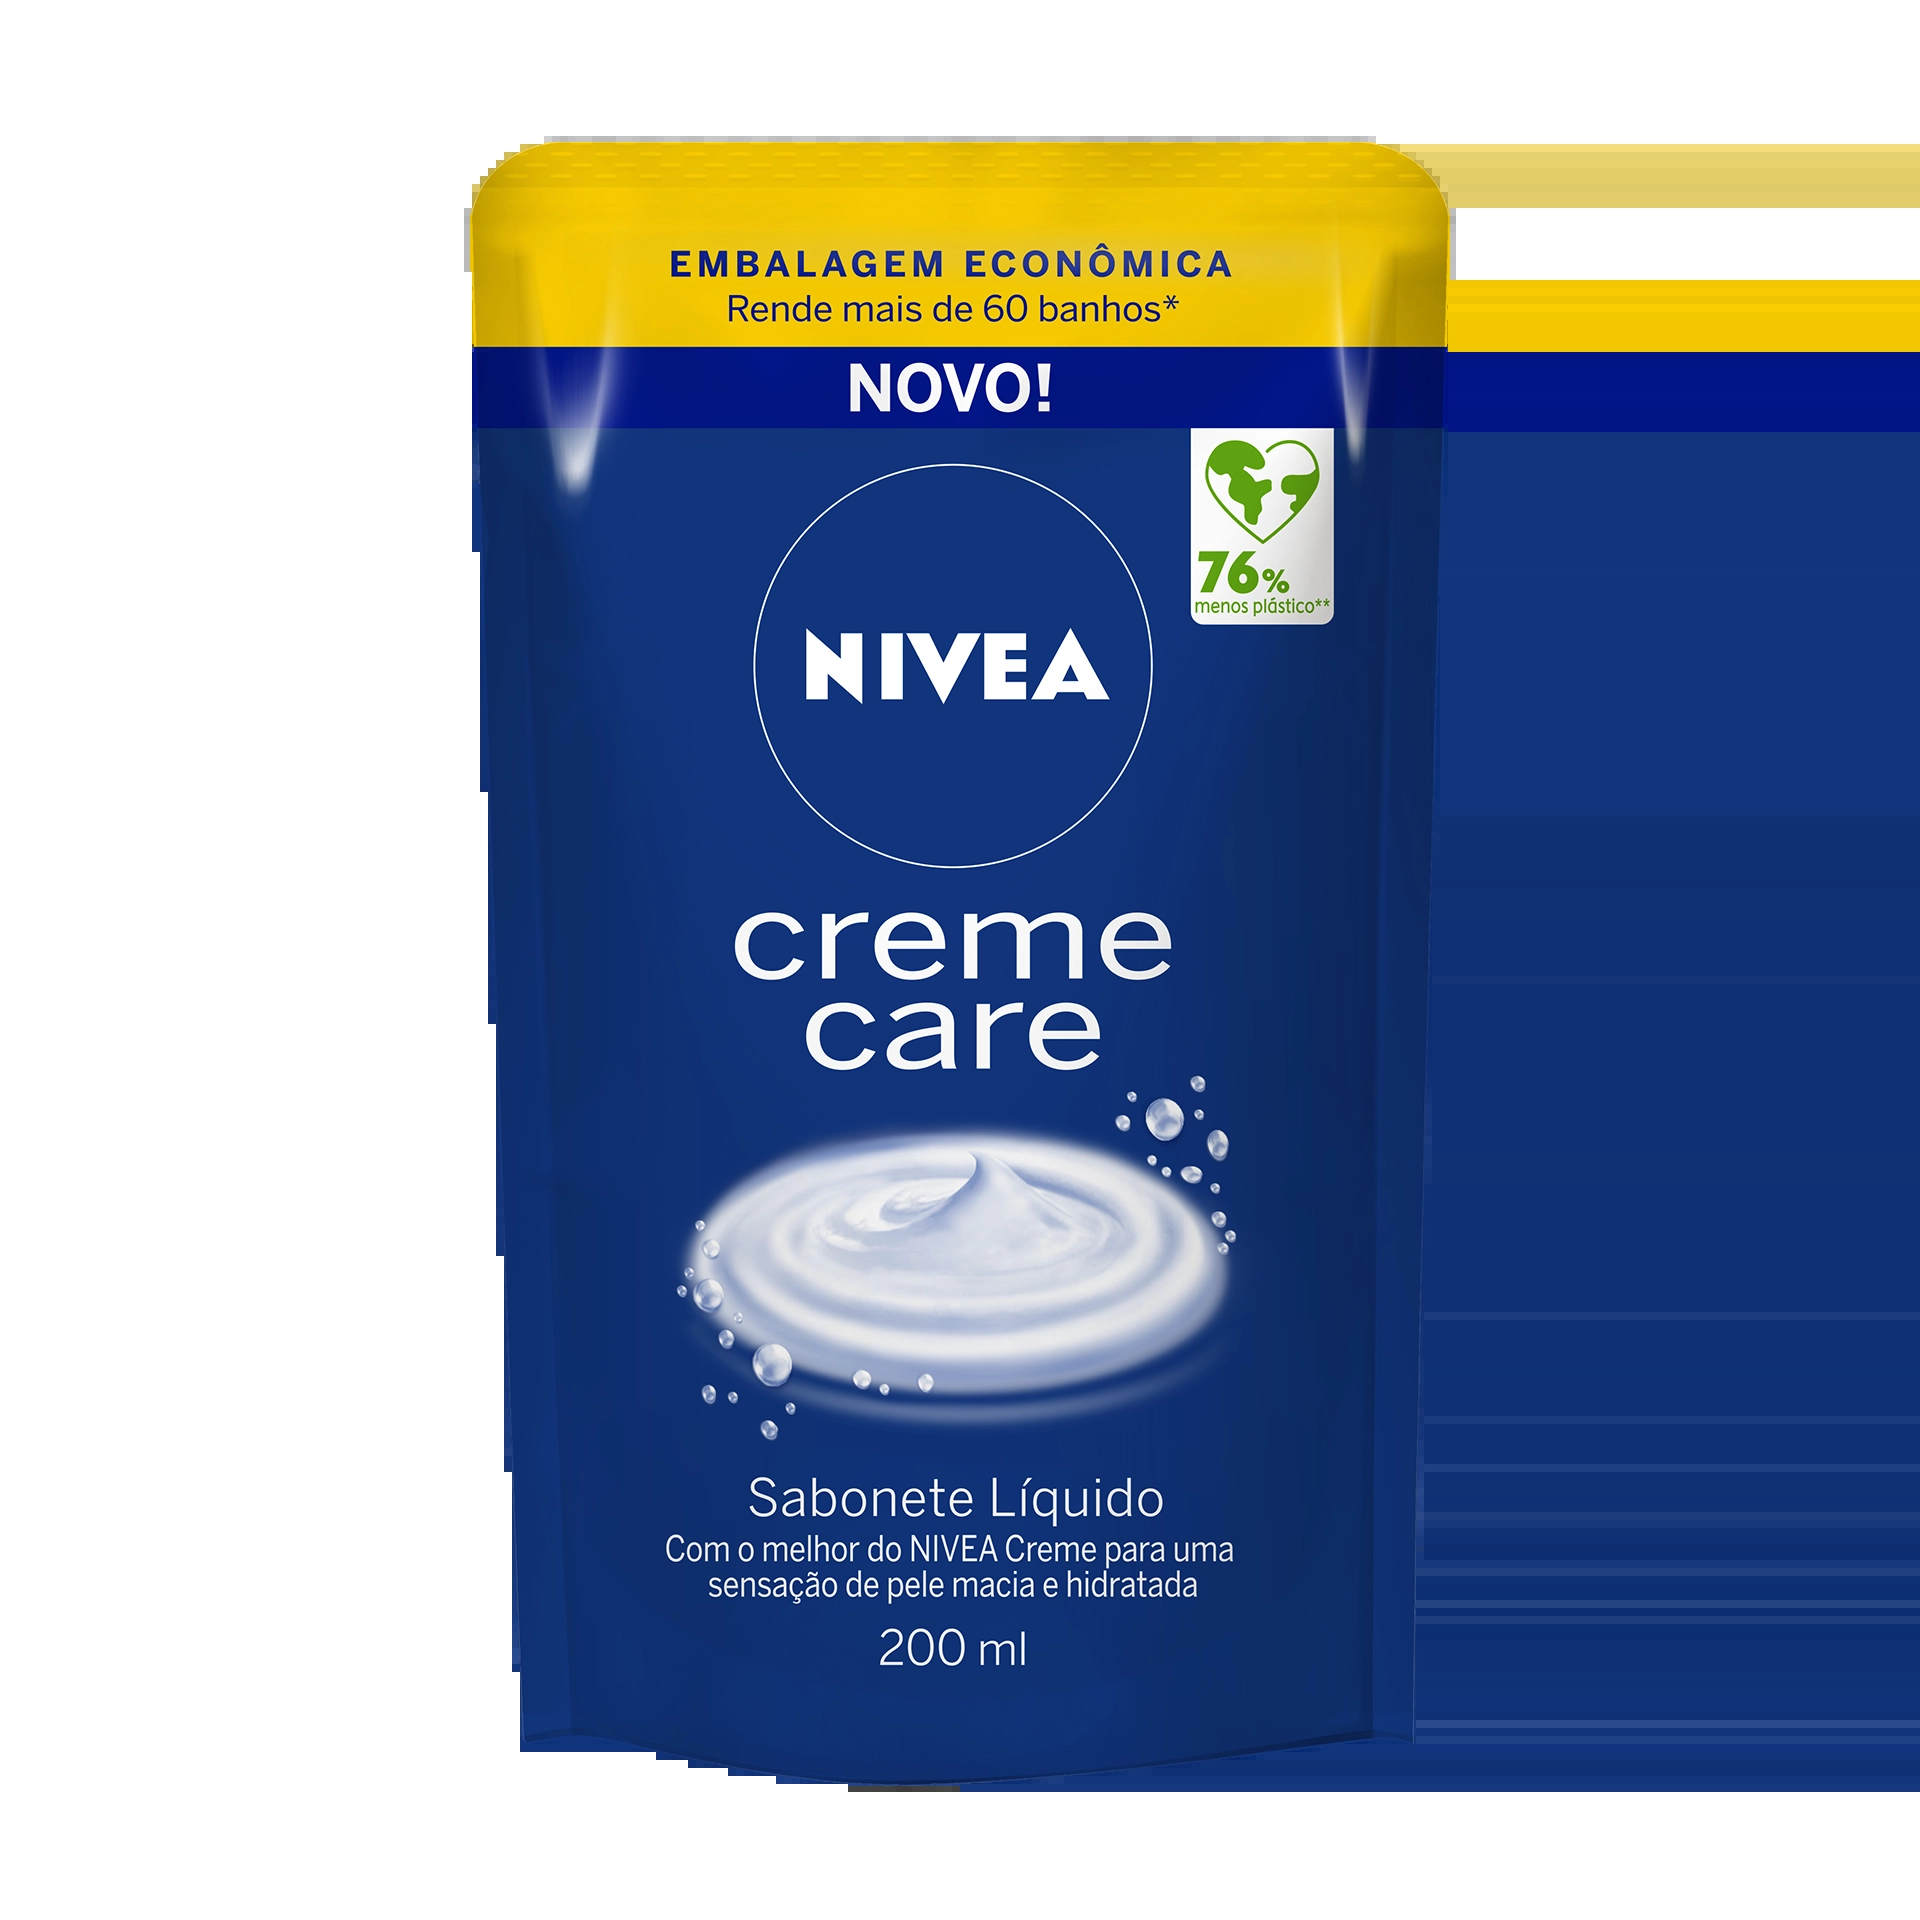 EMBALAGEM ECONÔMICA
Rende mais de 60 banhos*
NOVO!
76%
menos plástico**
NIVEA
creme
care
Sabonete Líquido
Com o melhor do NIVEA Creme para uma
sensação de pele macia e hidratada
200 ml